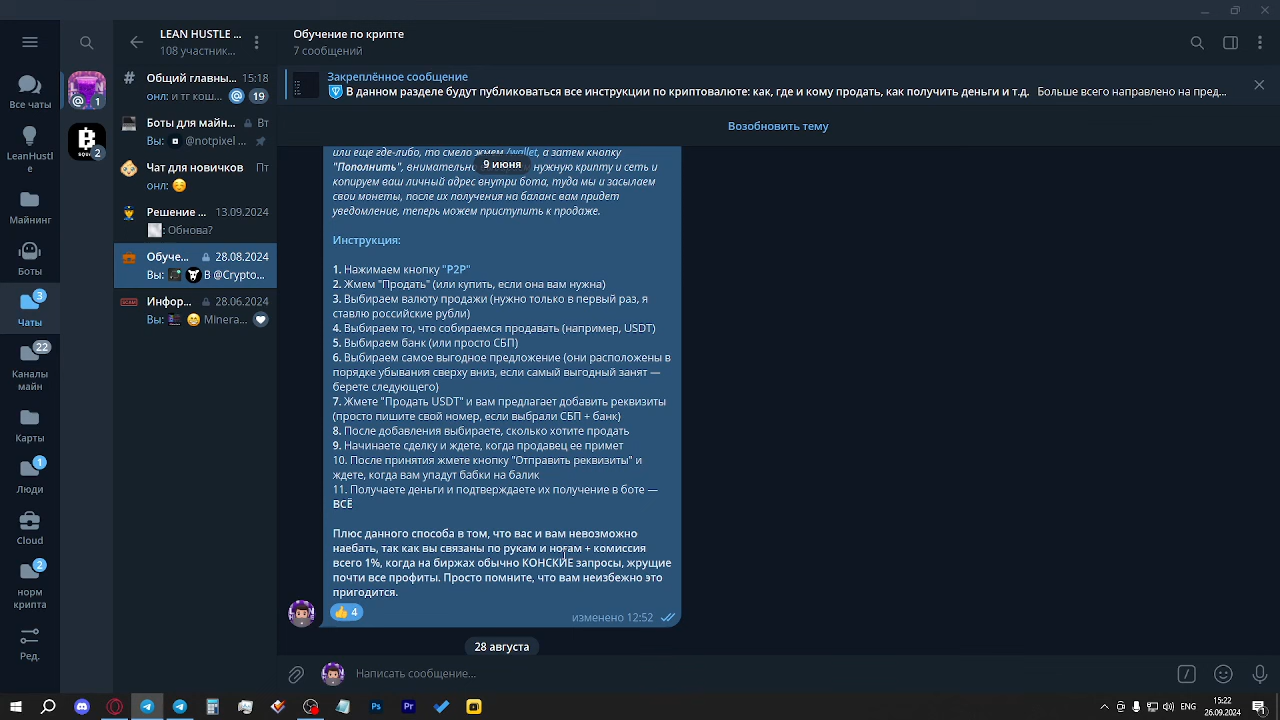 Все чаты
LeanHustl
e
Майнинг
Боты
3
Чаты
22
Каналы
майн
Карты
1
Люди
Cloud
2
норм
крипта
Ред.
@ 1
2
LEAN HUSTLE ...
108 участник...
Общий главны... 15:18
онл: и тг кош... @ 19
Боты для майн... Вт
Вы: @notpixel ...
Чат для новичков Пт
онл:
Решение ... 13.09.2024
: Обнова?
Обуче... 28.08.2024
Вы: В @Crypto...
SCAM Инфор... 28.06.2024
Вы: Minera...
Обучение по крипте
7 сообщений
Закреплённое сообщение
В данном разделе будут публиковаться все инструкции по криптовалюте: как, где и кому продать, как получить деньги и т.д. Больше всего направлено на пред...
Возобновить тему
9 июня
или еще где-либо, то смело жмем /wallet, а затем кнопку
"Пополнить", внимательно нужную крипту и сеть и
копируем ваш личный адрес внутри бота, туда мы и засылаем
свои монеты, после их получения на баланс вам придет
уведомление, теперь можем приступить к продаже.
Инструкция:
1. Нажимаем кнопку "P2P"
2. Жмем "Продать" (или купить, если она вам нужна)
3. Выбираем валюту продажи (нужно только в первый раз, я
ставлю российские рубли)
4. Выбираем то, что собираемся продавать (например, USDT)
5. Выбираем банк (или просто СБП)
6. Выбираем самое выгодное предложение (они расположены в
порядке убывания сверху вниз, если самый выгодный занят —
берете следующего)
7. Жмете "Продать USDT" и вам предлагает добавить реквизиты
(просто пишите свой номер, если выбрали СБП + банк)
8. После добавления выбираете, сколько хотите продать
9. Начинаете сделку и ждете, когда продавец ее примет
10. После принятия жмете кнопку "Отправить реквизиты" и
ждете, когда вам упадут бабки на балик
11. Получаете деньги и подтверждаете их получение в боте —
ВСЁ
Плюс данного способа в том, что вас и вам невозможно
наебать, так как вы связаны по рукам и ногам + комиссия
всего 1%, когда на биржах обычно КОНСКИЕ запросы, жрущие
почти все профиты. Просто помните, что вам неизбежно это
пригодится.
4
изменено 12:52
28 августа
Написать сообщение...
Ps
Pr
15:22
26.09.2024